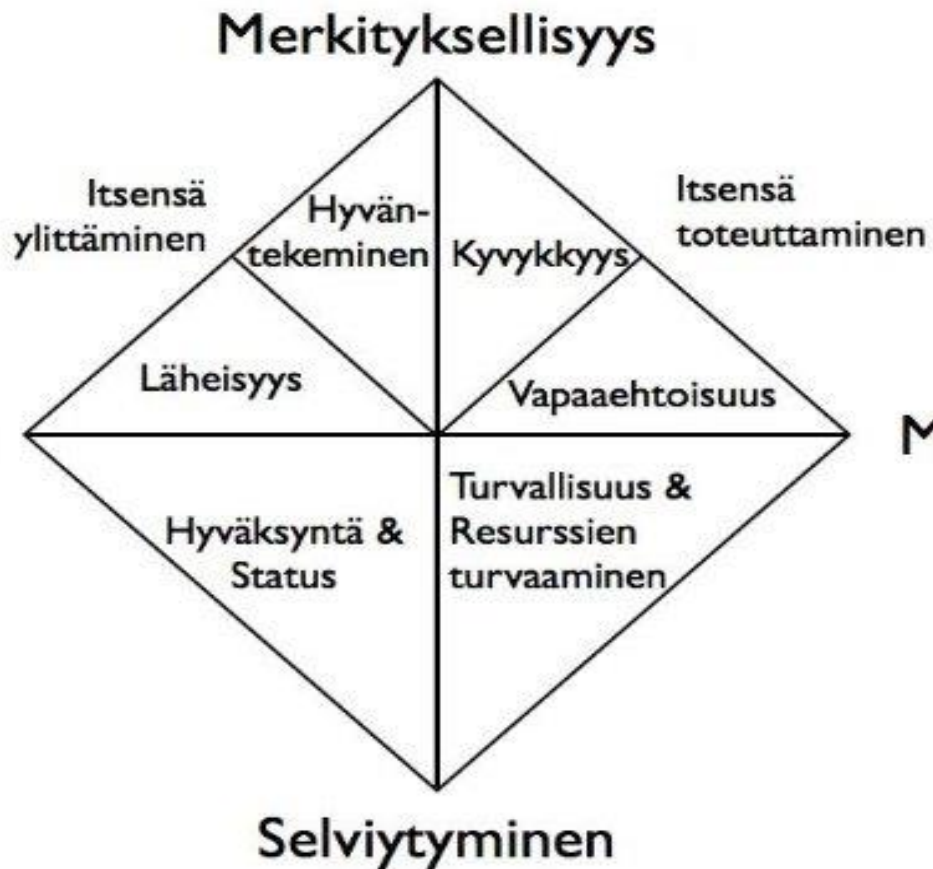 Merkityksellisyys
Itsensä
ylittäminen
Hyvän-
tekeminen
Kyvykkyys
Itsensä
toteuttaminen
Läheisyys
Vapaaehtoisuus
M
Hyväksyntä &
Status
Turvallisuus &
Resurssien
turvaaminen
Selviytyminen